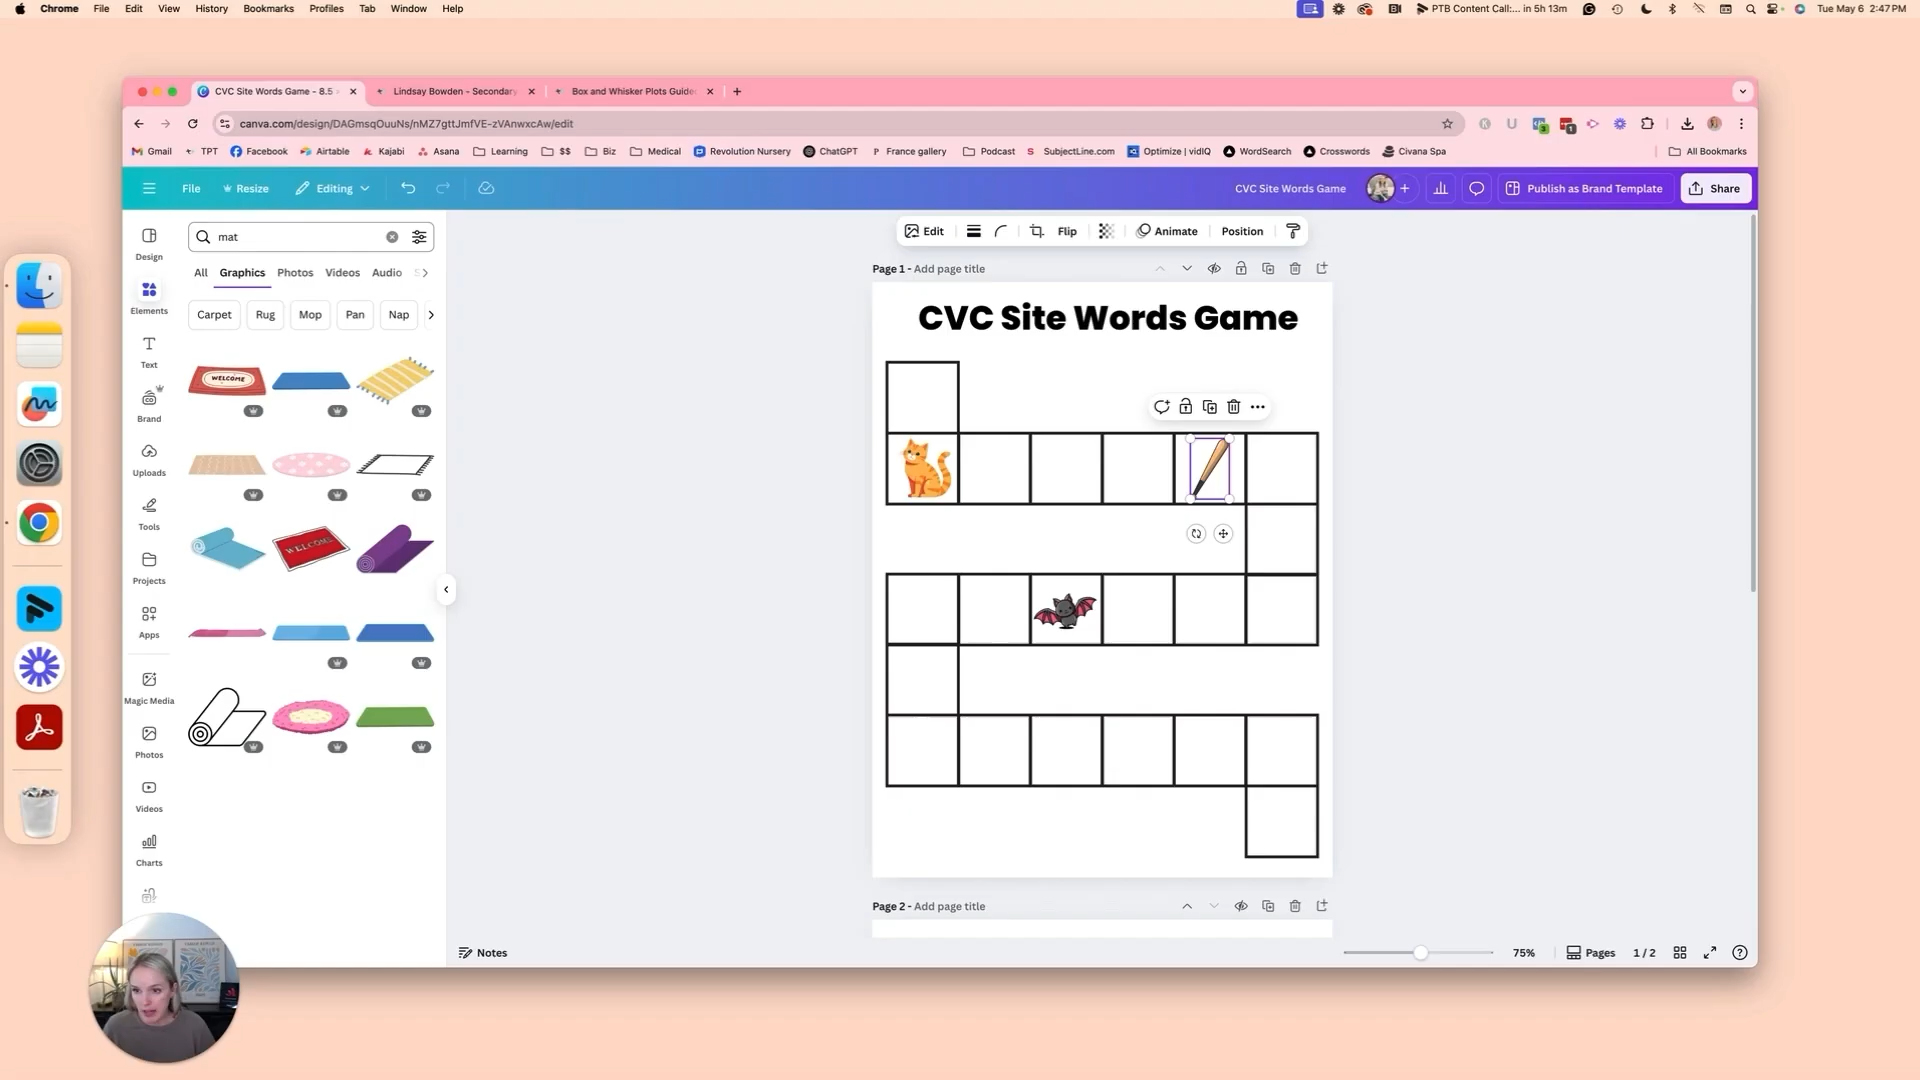 Chrome File Edit View History Bookmarks Profiles Tab Window Help
PTB Content Call:... in 5h 13m
Tue May 6 2:47 PM
CVC Site Words Game - 8.5
Lindsay Bowden - Secondary
Box and Whisker Plots Guide
canva.com/design/DAGmsqOuuNs/nMZ7gttJmfVE-zVAnwxcAw/edit
3
1
Gmail TPT Facebook Airtable Kajabi Asana Learning $$ Biz Medical Revolution Nursery ChatGPT France gallery Podcast SubjectLine.com Optimize | vidIQ WordSearch Crosswords Civana Spa All Bookmarks
File Resize Editing
CVC Site Words Game
Publish as Brand Template
Share
Design
Elements
Text
Brand
Uploads
Tools
Projects
Apps
Magic Media
Photos
Videos
Charts
mat
All Graphics Photos Videos Audio
Carpet Rug Mop Pan Nap
WELCOME
WELCOME
Edit Flip Animate Position
Page 1 - Add page title
CVC Site Words Game
Page 2 - Add page title
Notes
75%
Pages 1 / 2